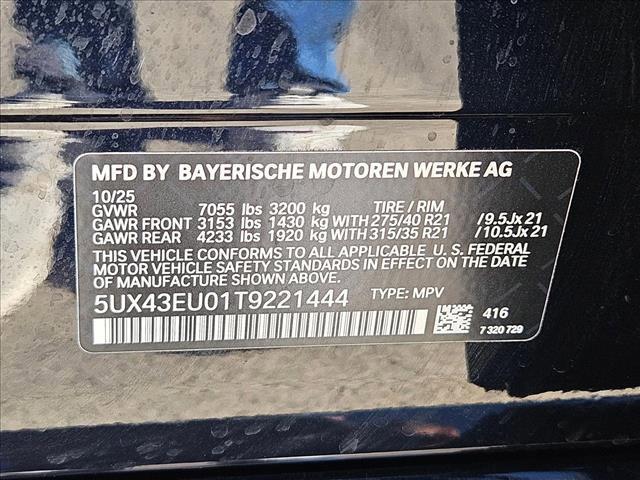 MFD BY BAYERISCHE MOTOREN WERKE AG
10/25
GVWR 7055 lbs 3200 kg TIRE / RIM
GAWR FRONT 3153 lbs 1430 kg WITH 275/40 R21 /9.5Jx21
GAWR REAR 4233 lbs 1920 kg WITH 315/35 R21 /10.5Jx21
THIS VEHICLE CONFORMS TO ALL APPLICABLE U. S. FEDERAL
MOTOR VEHICLE SAFETY STANDARDS IN EFFECT ON THE DATE
OF MANUFACTURE SHOWN ABOVE.
5UX43EU01T9221444 TYPE: MPV
416
7 320 729